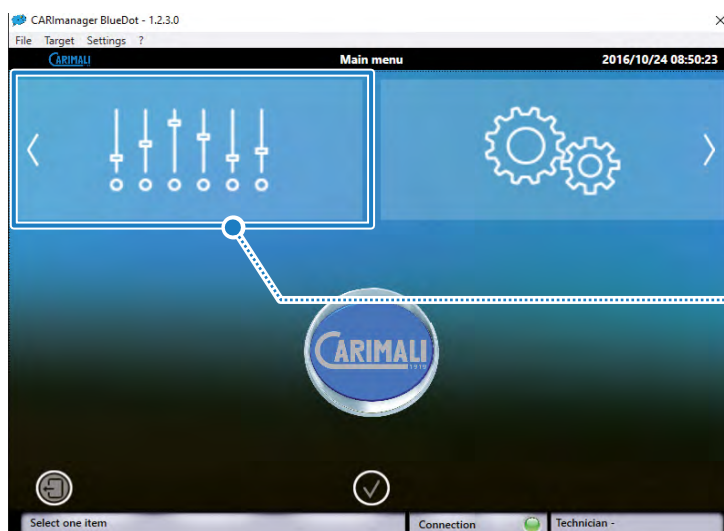 CARImanager BlueDot - 1.2.3.0
File Target Settings ?
CARIMALI Main menu 2016/10/24 08:50:23
CARIMALI
1919
Select one item Connection Technician -